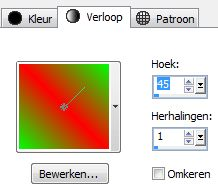 Kleur Verloop Patroon
Hoek:
45
Herhalingen:
1
Bewerken... Omkeren